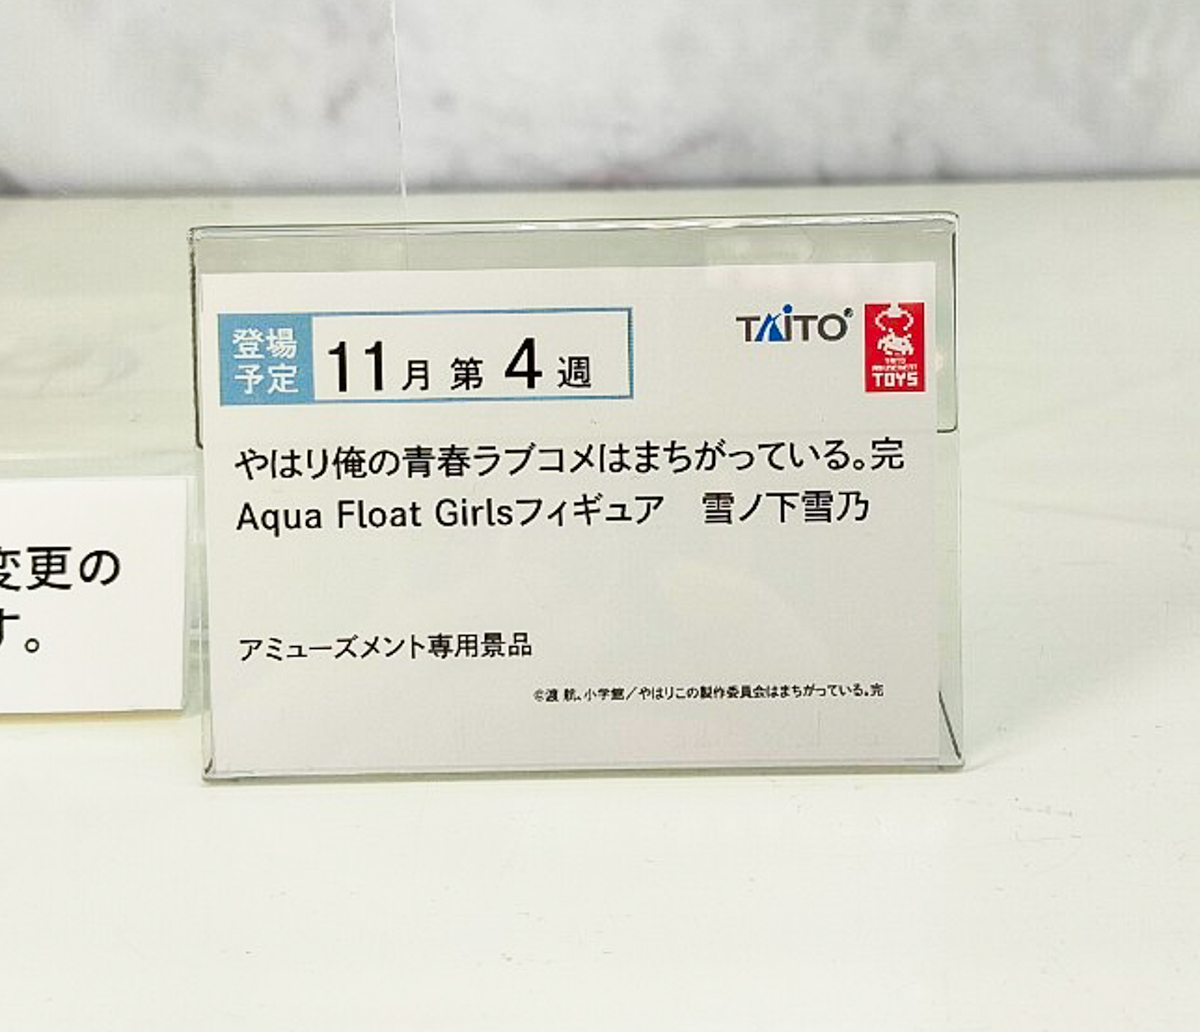 登場
予定
11月 第 4 週
TAITO®
TAITO
AMUSEMENT
TOYS
やはり俺の青春ラブコメはまちがっている。完
Aqua Float Girlsフィギュア 雪ノ下雪乃
アミューズメント専用景品
©渡 航、小学館／やはりこの製作委員会はまちがっている。完
変更の
す。